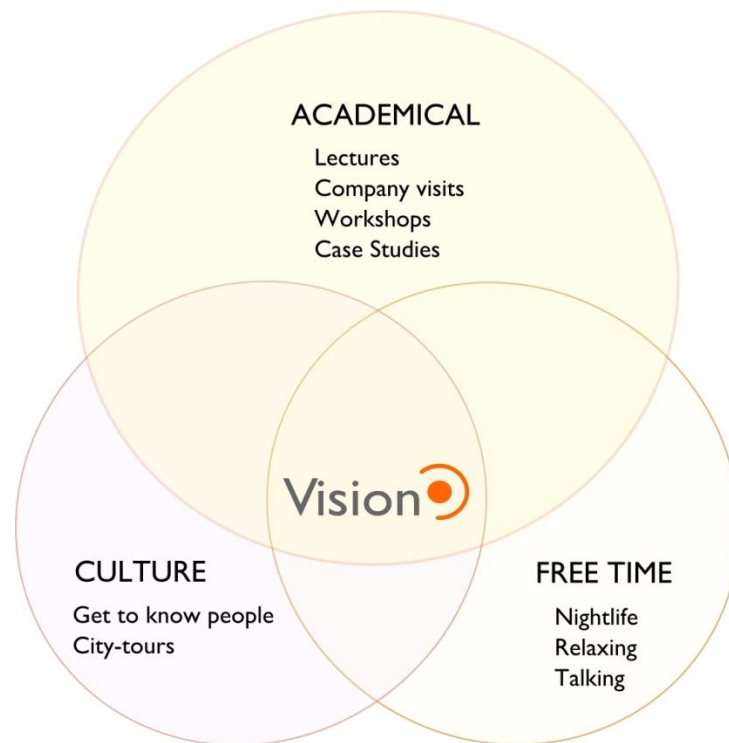 ACADEMICAL
Lectures
Company visits
Workshops
Case Studies
Vision
CULTURE
Get to know people
City-tours
FREE TIME
Nightlife
Relaxing
Talking